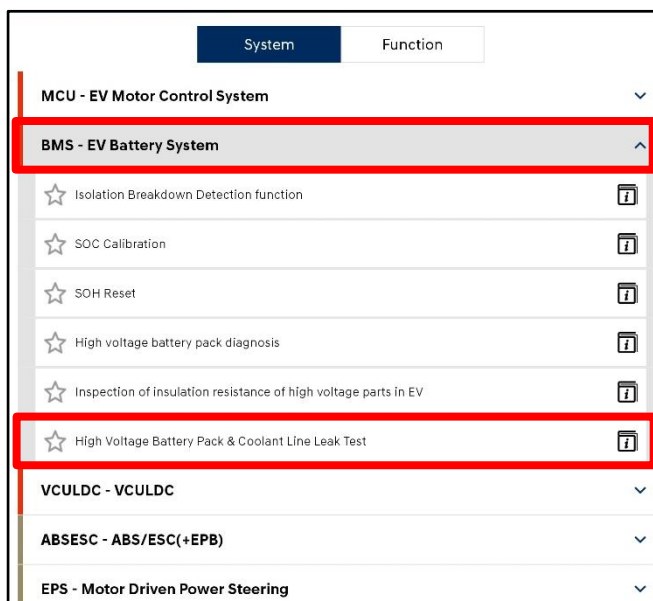 System
Function
MCU - EV Motor Control System
BMS - EV Battery System
Isolation Breakdown Detection function
SOC Calibration
SOH Reset
High voltage battery pack diagnosis
Inspection of insulation resistance of high voltage parts in EV
High Voltage Battery Pack & Coolant Line Leak Test
VCULDC - VCULDC
ABSESC - ABS/ESC(+EPB)
EPS - Motor Driven Power Steering